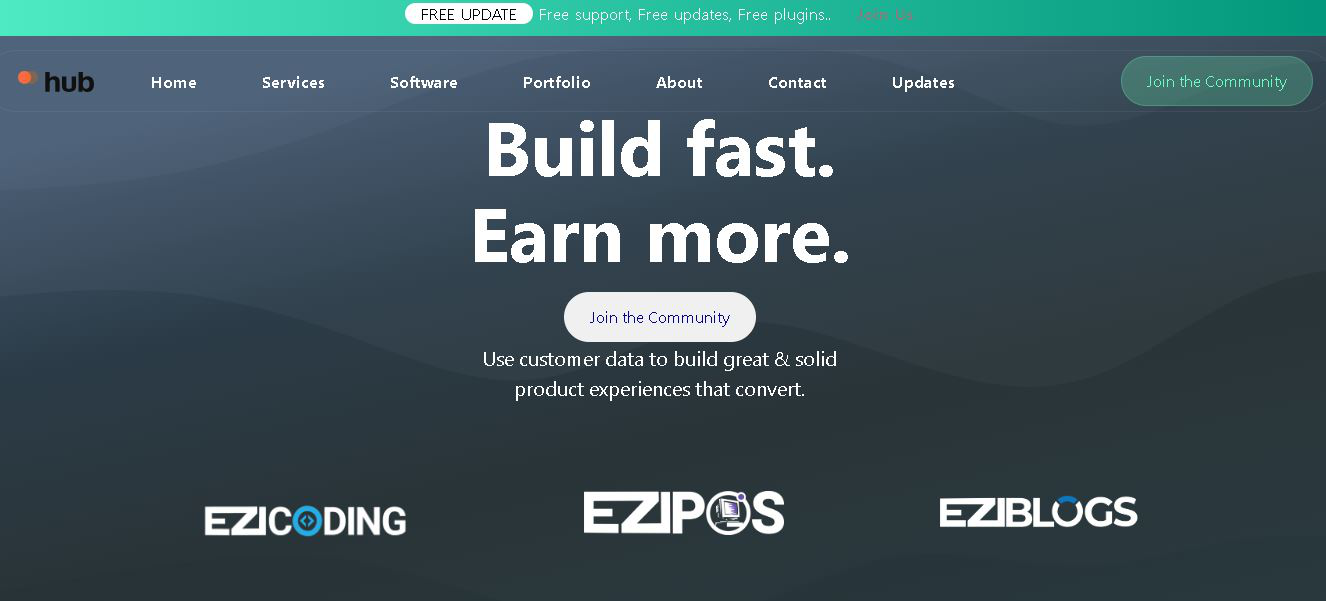 FREE UPDATE Free support, Free updates, Free plugins.. Join Us
hub Home Services Software Portfolio About Contact Updates Join the Community
Build fast.
Earn more.
Join the Community
Use customer data to build great & solid
product experiences that convert.
EZICODING EZIPOS EZIBLOGS